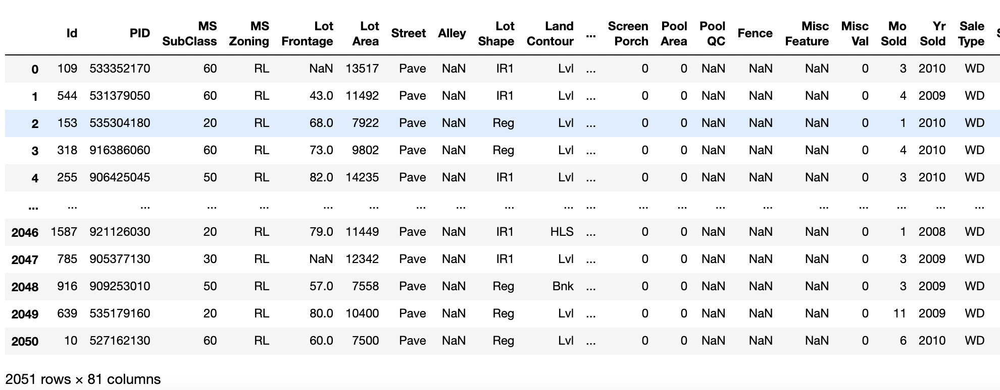 Id PID MS SubClass MS Zoning Lot Frontage Lot Area Street Alley Lot Shape Land Contour ... Screen Porch Pool Area Pool QC Fence Misc Feature Misc Val Mo Sold Yr Sold Sale Type
0 109 533352170 60 RL NaN 13517 Pave NaN IR1 Lvl ... 0 0 NaN NaN NaN 0 3 2010 WD
1 544 531379050 60 RL 43.0 11492 Pave NaN IR1 Lvl ... 0 0 NaN NaN NaN 0 4 2009 WD
2 153 535304180 20 RL 68.0 7922 Pave NaN Reg Lvl ... 0 0 NaN NaN NaN 0 1 2010 WD
3 318 916386060 60 RL 73.0 9802 Pave NaN Reg Lvl ... 0 0 NaN NaN NaN 0 4 2010 WD
4 255 906425045 50 RL 82.0 14235 Pave NaN IR1 Lvl ... 0 0 NaN NaN NaN 0 3 2010 WD
... ... ... ... ... ... ... ... ... ... ... ... ... ... ... ... ... ... ... ... ...
2046 1587 921126030 20 RL 79.0 11449 Pave NaN IR1 HLS ... 0 0 NaN NaN NaN 0 1 2008 WD
2047 785 905377130 30 RL NaN 12342 Pave NaN IR1 Lvl ... 0 0 NaN NaN NaN 0 3 2009 WD
2048 916 909253010 50 RL 57.0 7558 Pave NaN Reg Bnk ... 0 0 NaN NaN NaN 0 3 2009 WD
2049 639 535179160 20 RL 80.0 10400 Pave NaN Reg Lvl ... 0 0 NaN NaN NaN 0 11 2009 WD
2050 10 527162130 60 RL 60.0 7500 Pave NaN Reg Lvl ... 0 0 NaN NaN NaN 0 6 2010 WD
2051 rows × 81 columns